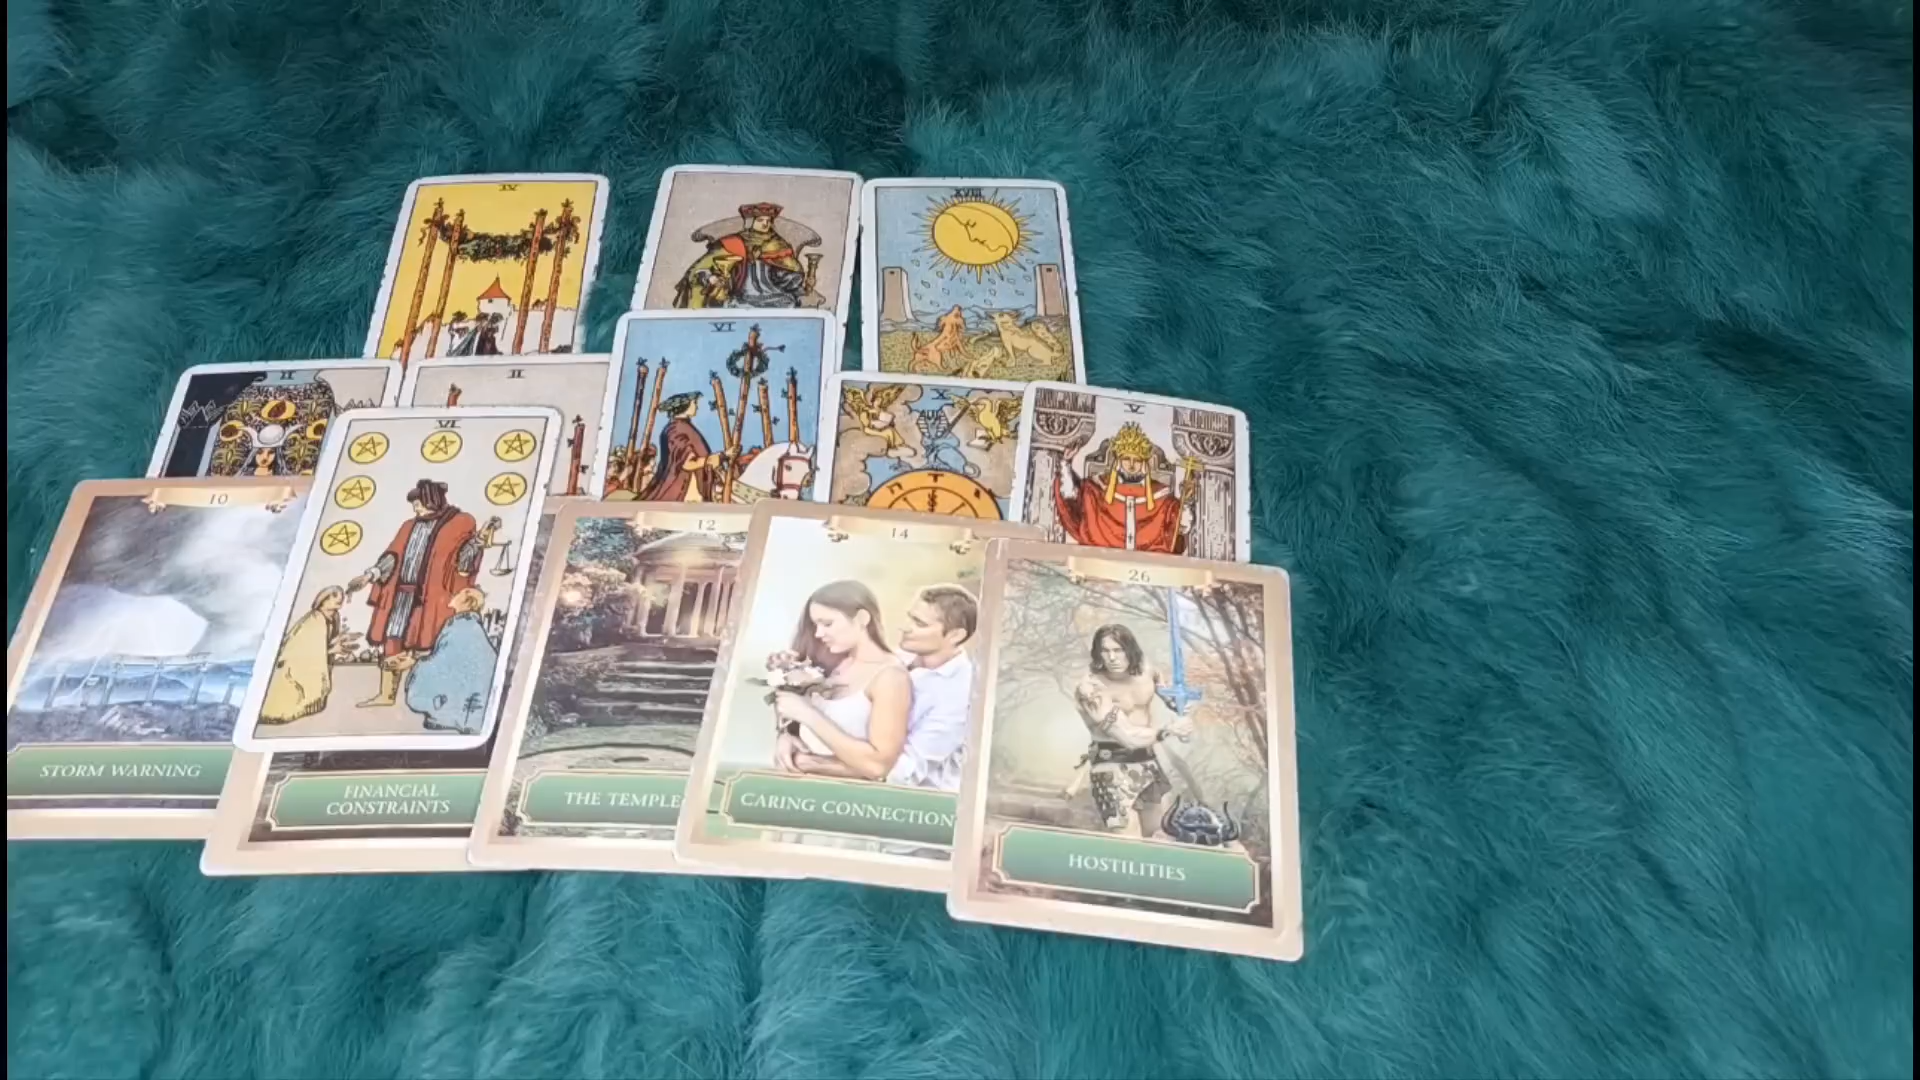 IV
XVIII
VI
II
II
X
V
VI
10
12
14
26
STORM WARNING
FINANCIAL
CONSTRAINTS
THE TEMPLE
CARING CONNECTION
HOSTILITIES